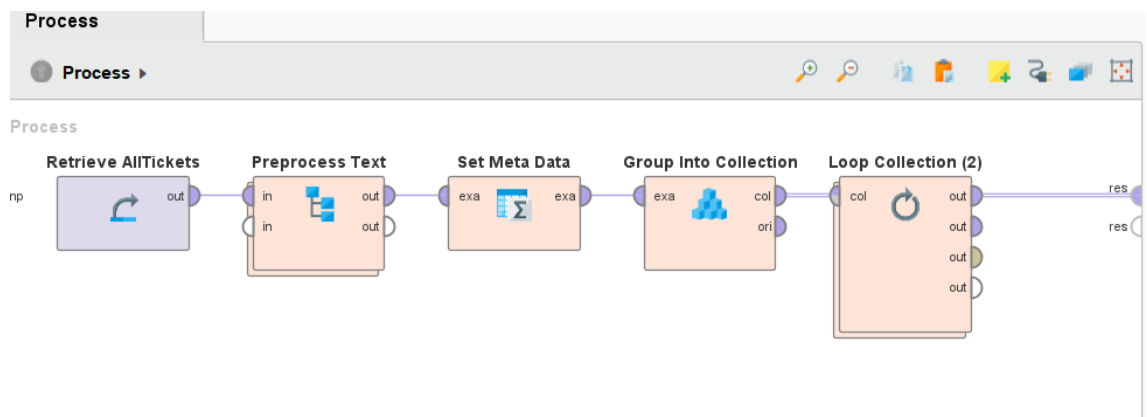 Process
Process
Process
Retrieve AllTickets
Preprocess Text
Set Meta Data
Group Into Collection
Loop Collection (2)
np
out
in
out
exa
exa
exa
col
col
out
res
in
out
ori
out
res
out
out